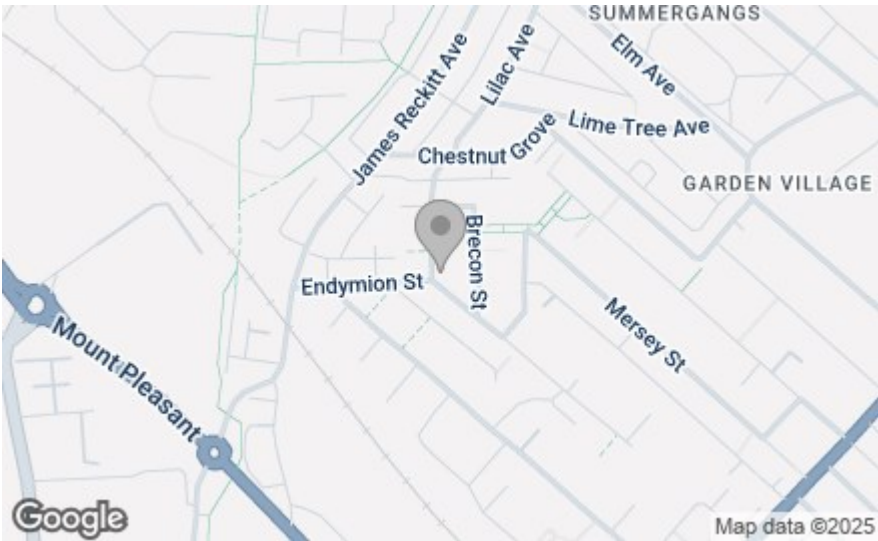 SUMMERGANGS
Elm Ave
Lilac Ave
James Reckitt Ave
Lime Tree Ave
Chestnut Grove
GARDEN VILLAGE
Brecon St
Endymion St
Mersey St
Mount Pleasant
Google
Map data ©2025